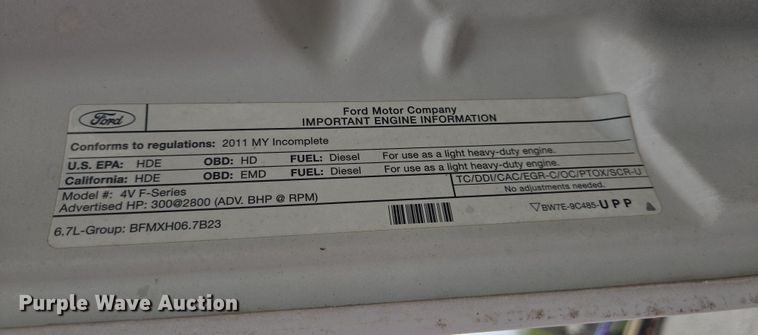 Ford
Ford Motor Company
IMPORTANT ENGINE INFORMATION
Conforms to regulations: 2011 MY Incomplete
U.S. EPA: HDE OBD: HD FUEL: Diesel For use as a light heavy-duty engine.
California: HDE OBD: EMD FUEL: Diesel For use as a light heavy-duty engine.
Model #: 4V F-Series TC/DDI/CAC/EGR-C/OC/PTOX/SCR-U
Advertised HP: 300@2800 (ADV. BHP @ RPM) No adjustments needed.
6.7L-Group: BFMXH06.7B23 BW7E-9C485-UPP
Purple Wave Auction